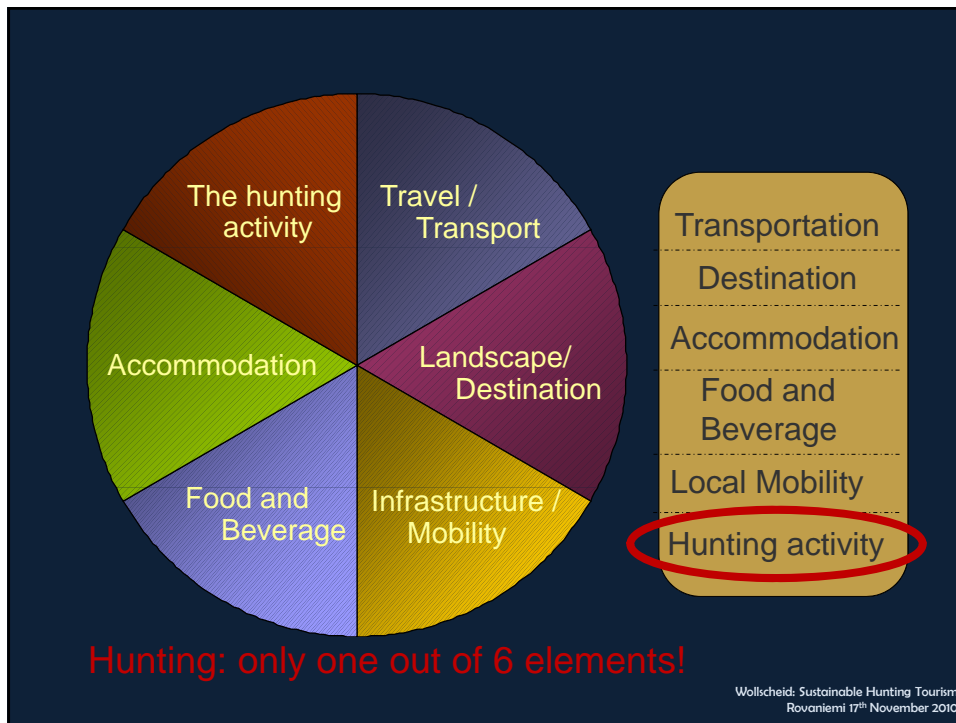 The hunting
activity
Travel /
Transport
Landscape/
Destination
Infrastructure /
Mobility
Food and
Beverage
Accommodation
Transportation
Destination
Accommodation
Food and
Beverage
Local Mobility
Hunting activity
Hunting: only one out of 6 elements!
Wollscheid: Sustainable Hunting Tourism
Rovaniemi 17th November 2010